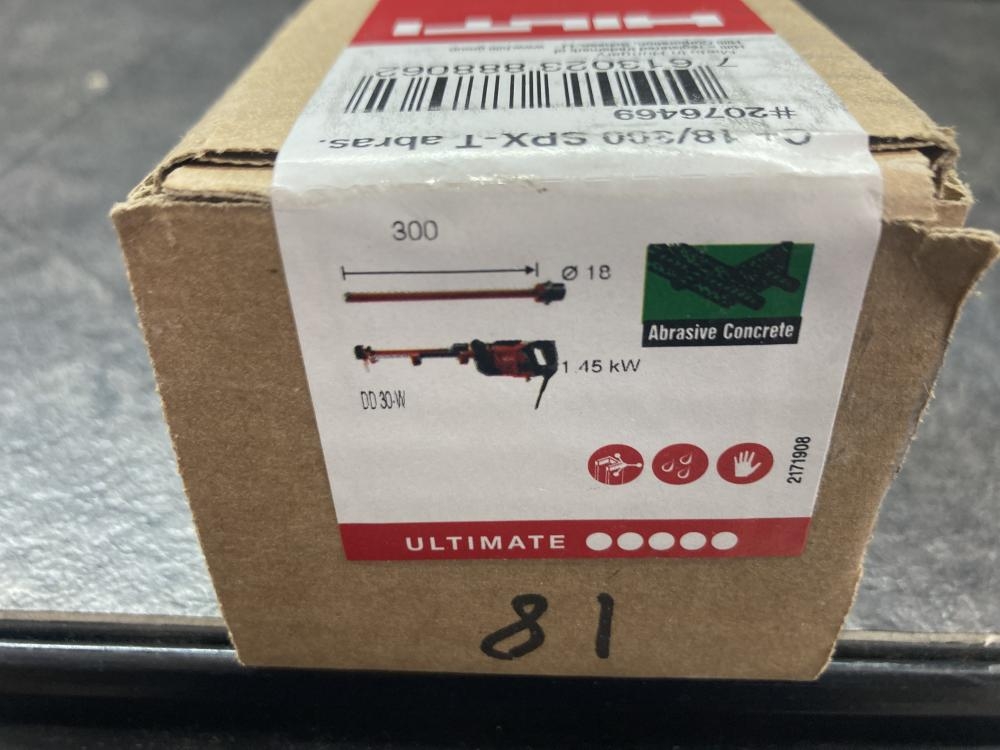 HILTI
7 613023 888062
#2076469
18/300 SPX-T abras.
300
Ø 18
Abrasive Concrete
1.45 kW
DD 30-W
2171908
ULTIMATE
81